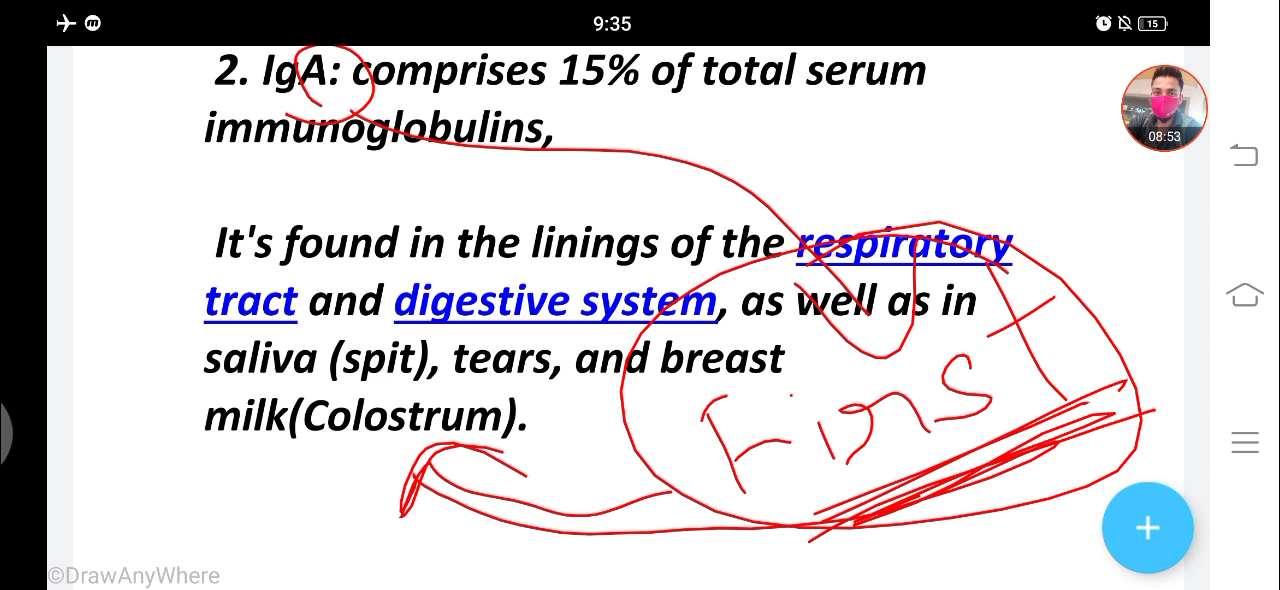 9:35
15
2. IgA: comprises 15% of total serum
immunoglobulins,
08:53
It's found in the linings of the respiratory
tract and digestive system, as well as in
saliva (spit), tears, and breast
milk(Colostrum).
First
©DrawAnyWhere